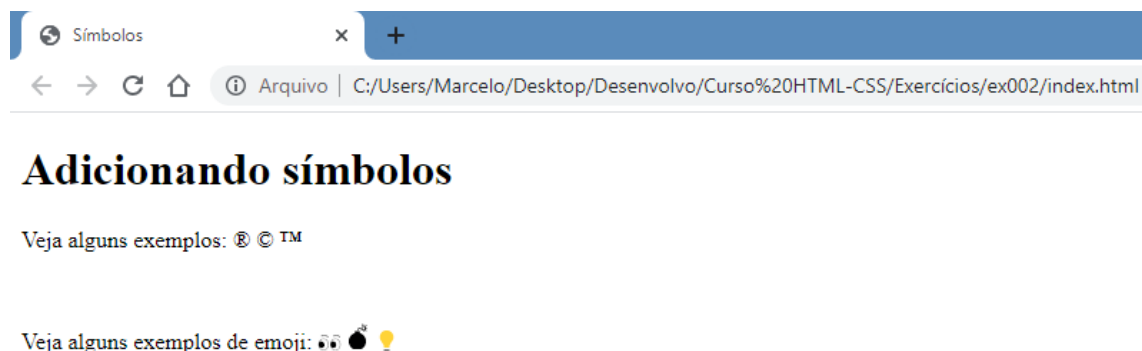 Símbolos
Arquivo | C:/Users/Marcelo/Desktop/Desenvolvo/Curso%20HTML-CSS/Exercícios/ex002/index.html
Adicionando símbolos
Veja alguns exemplos: ® © ™
Veja alguns exemplos de emoji: 👀 💣 💡